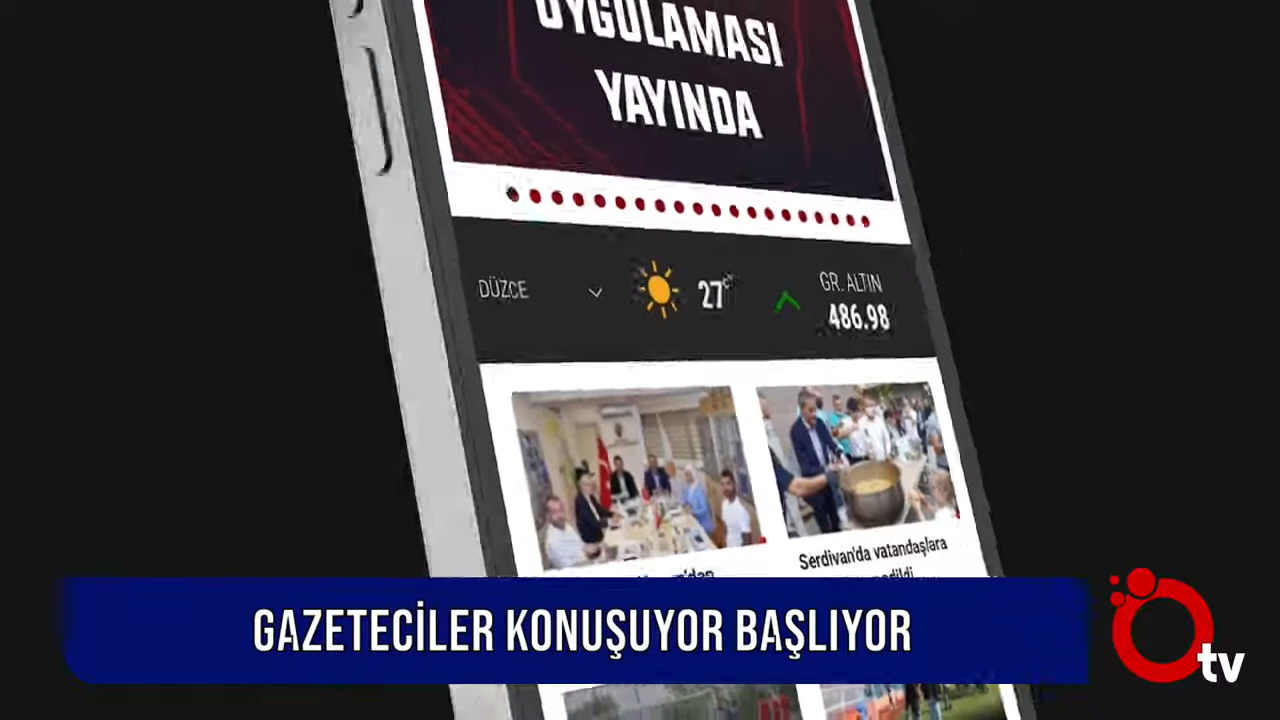 UYGULAMASI
YAYINDA
DÜZCE
27
GR. ALTIN
486.98
Serdivan'da vatandaşlara
GAZETECİLER KONUŞUYOR BAŞLIYOR
tv